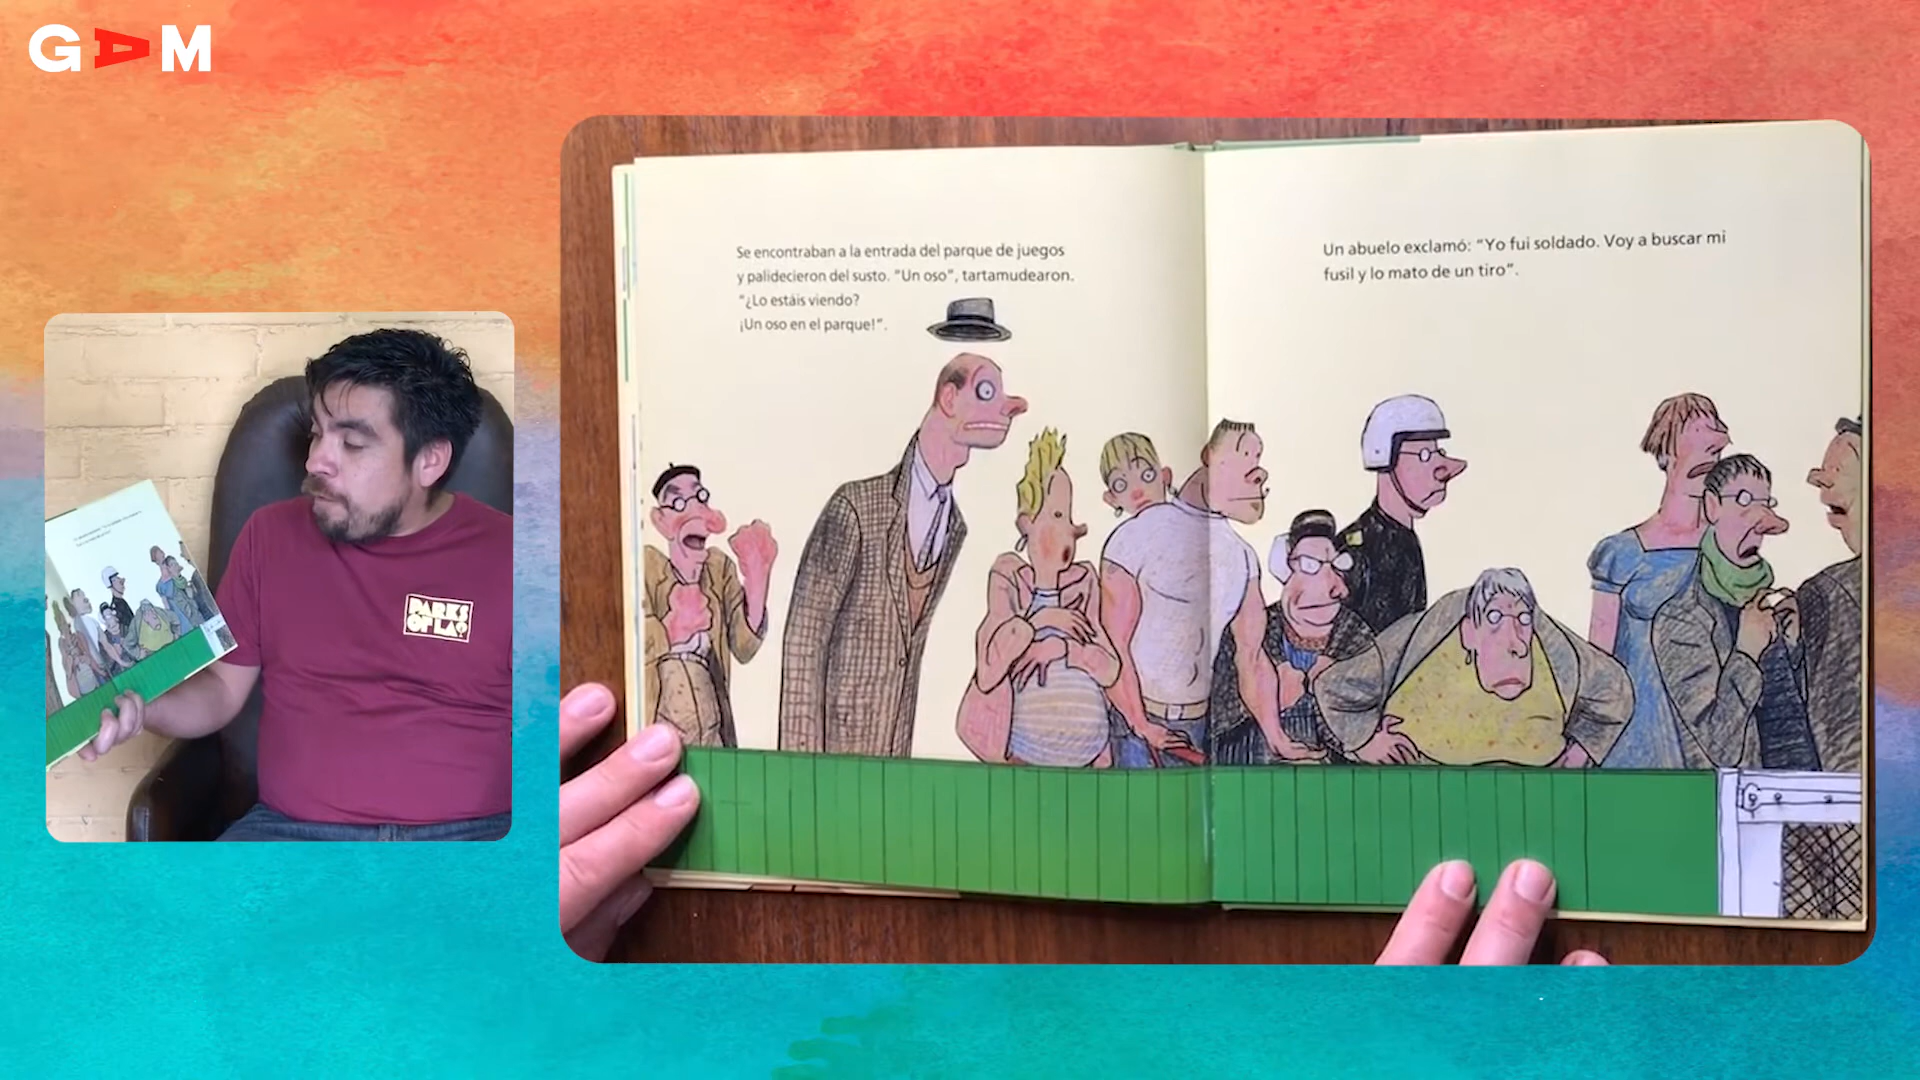 GAM
Se encontraban a la entrada del parque de juegos
y palidecieron del susto. “Un oso”, tartamudearon.
“¿Lo estáis viendo?
¡Un oso en el parque!”.
Un abuelo exclamó: “Yo fui soldado. Voy a buscar mi
fusil y lo mato de un tiro”.
PARKS
OF LA